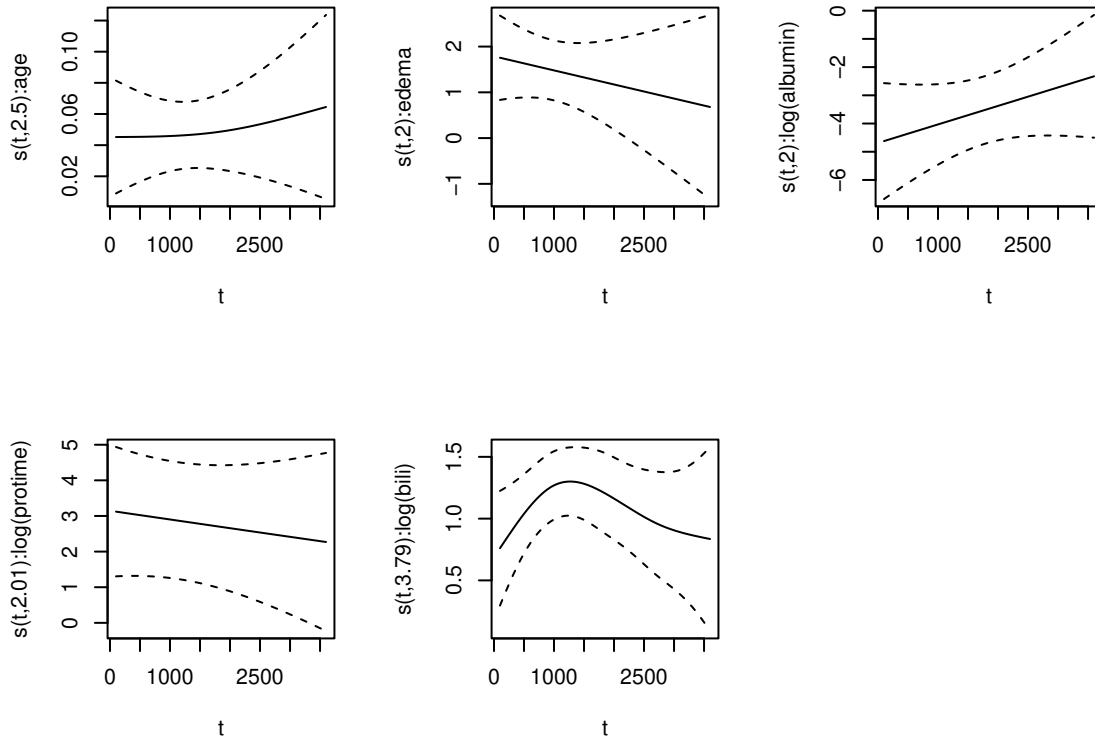 s(t,2.5):age
0.02 0.06 0.10
0 1000 2500
t
s(t,2):edema
−1 0 1 2
0 1000 2500
t
s(t,2):log(albumin)
−6 −4 −2 0
0 1000 2500
t
s(t,2.01):log(protime)
0 1 2 3 4 5
0 1000 2500
t
s(t,3.79):log(bili)
0.5 1.0 1.5
0 1000 2500
t